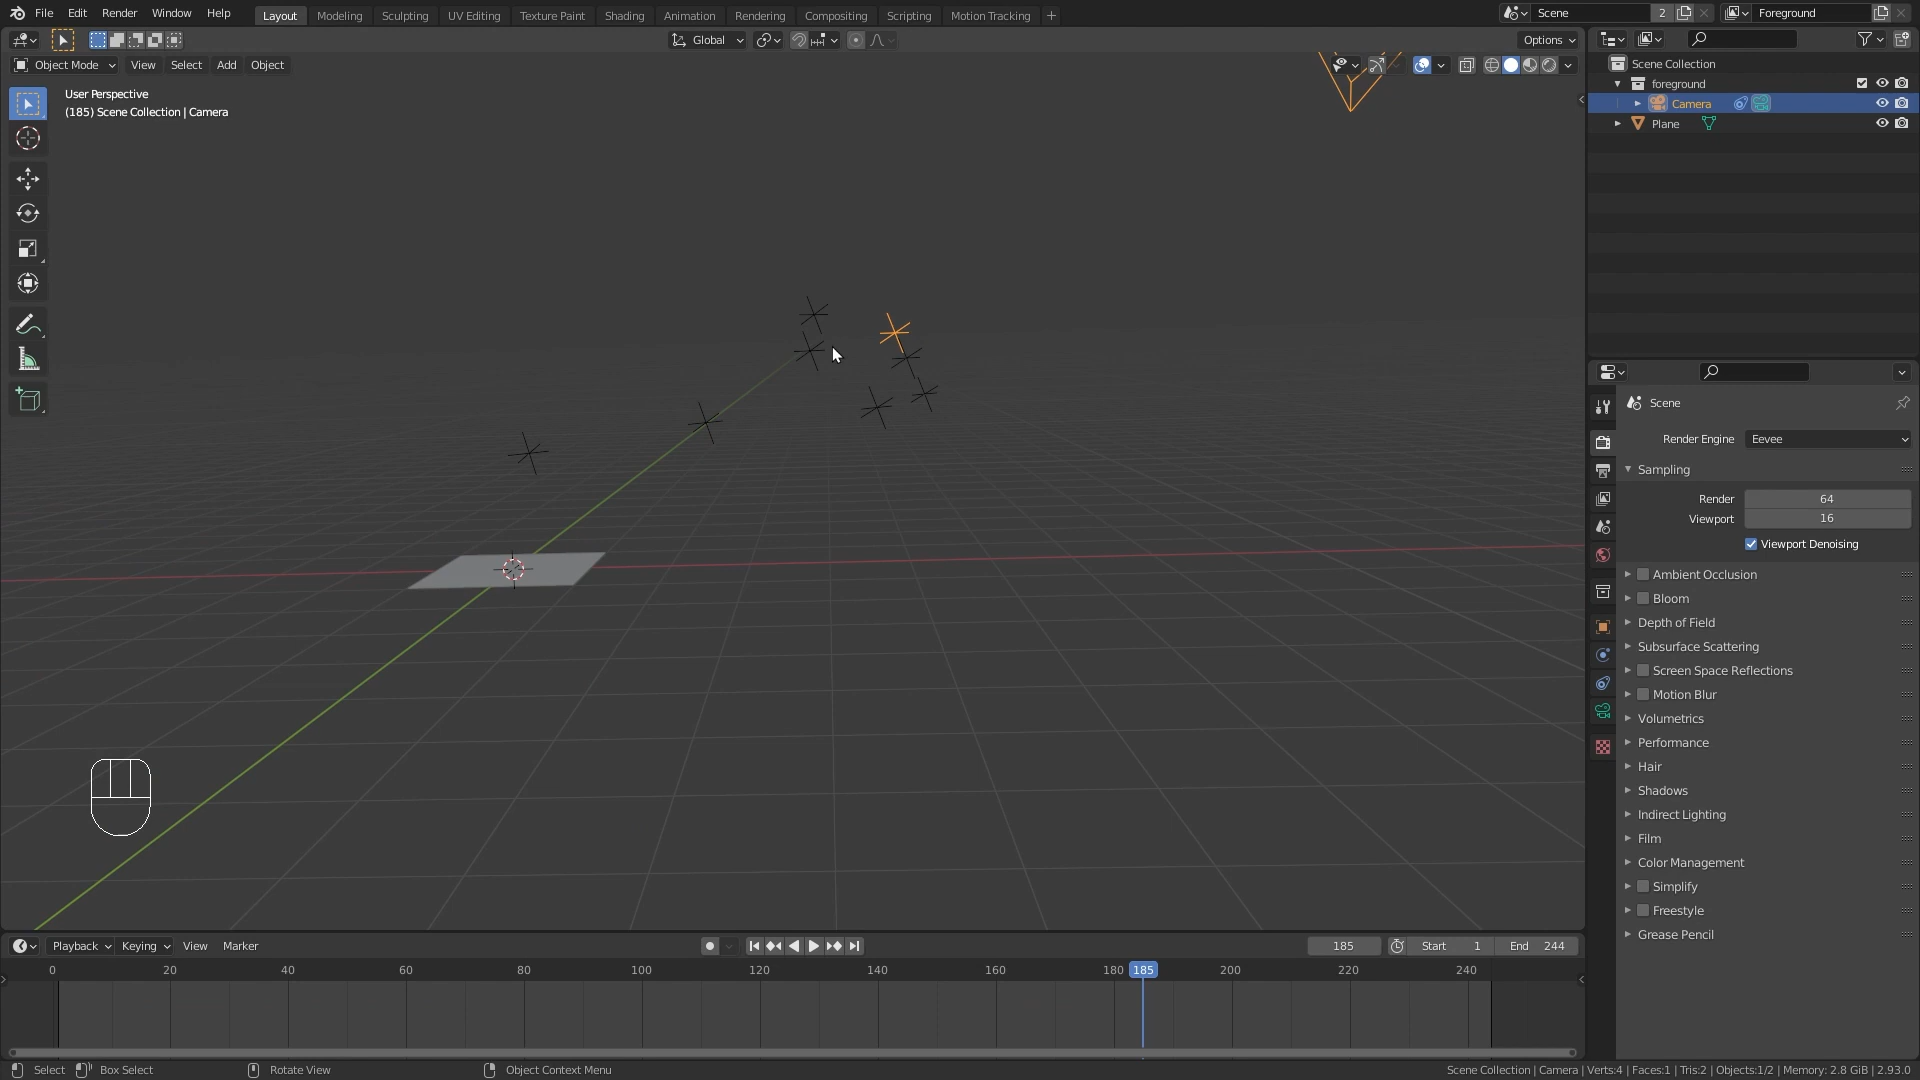 File Edit Render Window Help Layout Modeling Sculpting UV Editing Texture Paint Shading Animation Rendering Compositing Scripting Motion Tracking + Scene 2 Foreground
Global Options
Object Mode View Select Add Object
User Perspective
(185) Scene Collection | Camera
Scene Collection
foreground
Camera
Plane
Scene
Render Engine Eevee
Sampling
Render 64
Viewport 16
Viewport Denoising
Ambient Occlusion
Bloom
Depth of Field
Subsurface Scattering
Screen Space Reflections
Motion Blur
Volumetrics
Performance
Hair
Shadows
Indirect Lighting
Film
Color Management
Simplify
Freestyle
Grease Pencil
Playback Keying View Marker 185 Start 1 End 244
0 20 40 60 80 100 120 140 160 180 185 200 220 240
Select Box Select Rotate View Object Context Menu Scene Collection | Camera | Verts:4 | Faces:1 | Tris:2 | Objects:1/2 | Memory: 2.8 GiB | 2.93.0